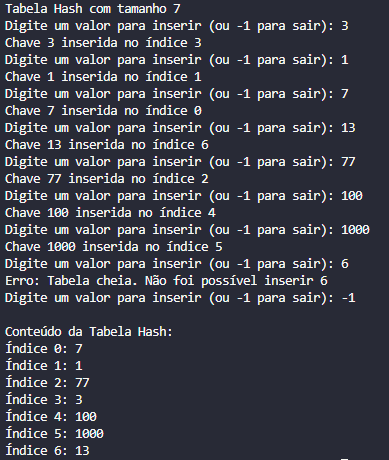 Tabela Hash com tamanho 7
Digite um valor para inserir (ou -1 para sair): 3
Chave 3 inserida no índice 3
Digite um valor para inserir (ou -1 para sair): 1
Chave 1 inserida no índice 1
Digite um valor para inserir (ou -1 para sair): 7
Chave 7 inserida no índice 0
Digite um valor para inserir (ou -1 para sair): 13
Chave 13 inserida no índice 6
Digite um valor para inserir (ou -1 para sair): 77
Chave 77 inserida no índice 2
Digite um valor para inserir (ou -1 para sair): 100
Chave 100 inserida no índice 4
Digite um valor para inserir (ou -1 para sair): 1000
Chave 1000 inserida no índice 5
Digite um valor para inserir (ou -1 para sair): 6
Erro: Tabela cheia. Não foi possível inserir 6
Digite um valor para inserir (ou -1 para sair): -1
Conteúdo da Tabela Hash:
Índice 0: 7
Índice 1: 1
Índice 2: 77
Índice 3: 3
Índice 4: 100
Índice 5: 1000
Índice 6: 13